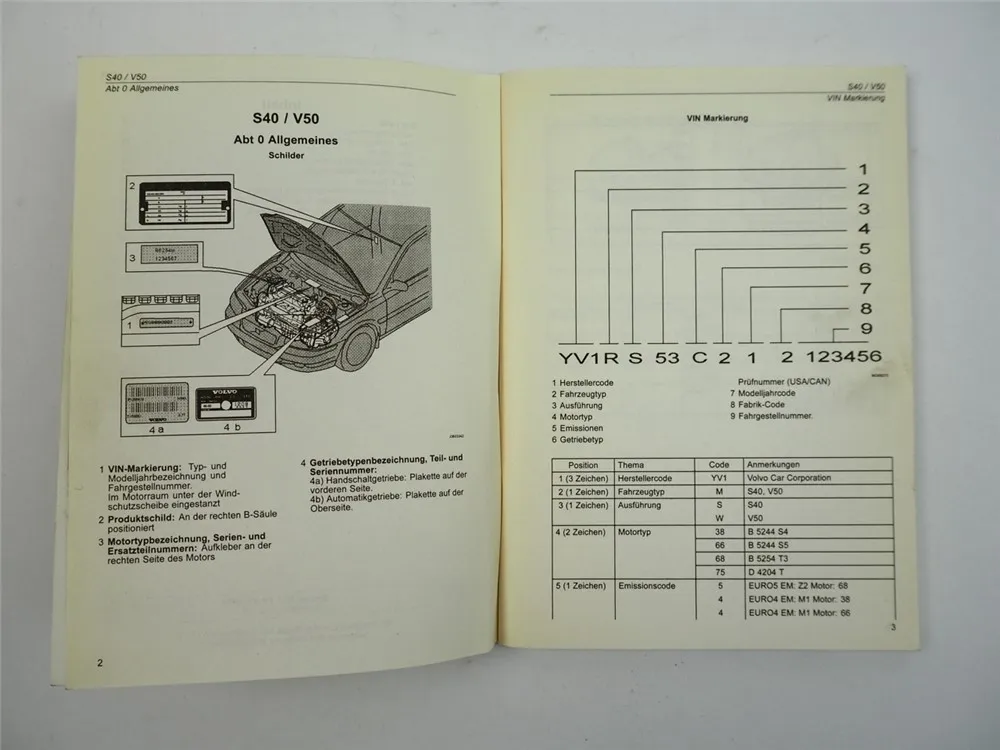 S40 / V50
Abt 0 Allgemeines
S40 / V50
Abt 0 Allgemeines
Schilder
2
3
1234567
1
VOLVO
VOLVO
4 a
4 b
1 VIN-Markierung: Typ- und
Modelljahrbezeichnung und
Fahrgestellnummer.
Im Motorraum unter der Wind-
schutzscheibe eingestanzt
2 Produktschild: An der rechten B-Säule
positioniert
3 Motortypbezeichnung, Serien- und
Ersatzteilnummern: Aufkleber an der
rechten Seite des Motors
4 Getriebetypenbezeichnung, Teil- und
Seriennummer:
4a) Handschaltgetriebe: Plakette auf der
vorderen Seite.
4b) Automatikgetriebe: Plakette auf der
Oberseite.
2
S40 / V50
VIN Markierung
VIN Markierung
1
2
3
4
5
6
7
8
9
YV1 R S 53 C 2 1 2 123456
1 Herstellercode
2 Fahrzeugtyp
3 Ausführung
4 Motortyp
5 Emissionen
6 Getriebetyp
Prüfnummer (USA/CAN)
7 Modelljahrcode
8 Fabrik-Code
9 Fahrgestellnummer.
Position Thema Code Anmerkungen
1 (3 Zeichen) Herstellercode YV1 Volvo Car Corporation
2 (1 Zeichen) Fahrzeugtyp M S40, V50
3 (1 Zeichen) Ausführung S S40
W V50
4 (2 Zeichen) Motortyp 38 B 5244 S4
66 B 5244 S5
68 B 5254 T3
75 D 4204 T
5 (1 Zeichen) Emissionscode 5 EURO5 EM: Z2 Motor: 68
4 EURO4 EM: M1 Motor: 38
4 EURO4 EM: M1 Motor: 66
3